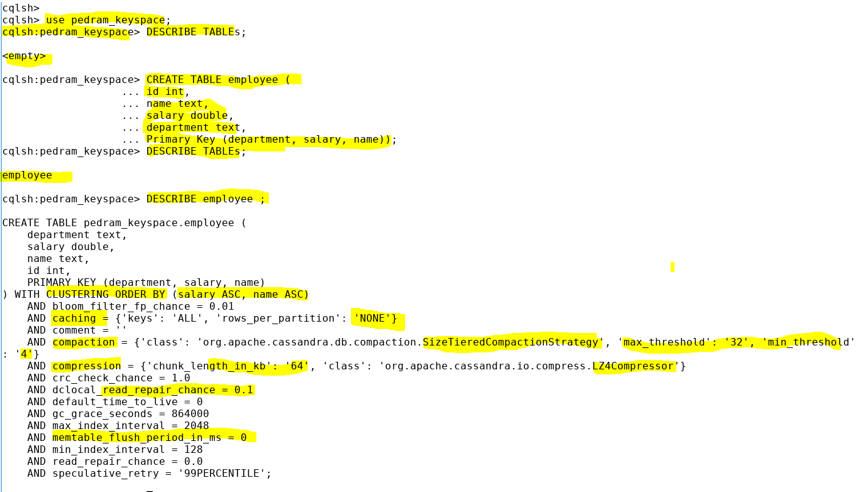 cqlsh>
cqlsh> use pedram_keyspace;
cqlsh:pedram_keyspace> DESCRIBE TABLEs;
<empty>
cqlsh:pedram_keyspace> CREATE TABLE employee (
... id int,
... name text,
... salary double,
... department text,
... Primary Key (department, salary, name));
cqlsh:pedram_keyspace> DESCRIBE TABLEs;
employee
cqlsh:pedram_keyspace> DESCRIBE employee ;
CREATE TABLE pedram_keyspace.employee (
department text,
salary double,
name text,
id int,
PRIMARY KEY (department, salary, name)
) WITH CLUSTERING ORDER BY (salary ASC, name ASC)
AND bloom_filter_fp_chance = 0.01
AND caching = {'keys': 'ALL', 'rows_per_partition': 'NONE'}
AND comment = ''
AND compaction = {'class': 'org.apache.cassandra.db.compaction.SizeTieredCompactionStrategy', 'max_threshold': '32', 'min_threshold'
: '4'}
AND compression = {'chunk_length_in_kb': '64', 'class': 'org.apache.cassandra.io.compress.LZ4Compressor'}
AND crc_check_chance = 1.0
AND dclocal_read_repair_chance = 0.1
AND default_time_to_live = 0
AND gc_grace_seconds = 864000
AND max_index_interval = 2048
AND memtable_flush_period_in_ms = 0
AND min_index_interval = 128
AND read_repair_chance = 0.0
AND speculative_retry = '99PERCENTILE';